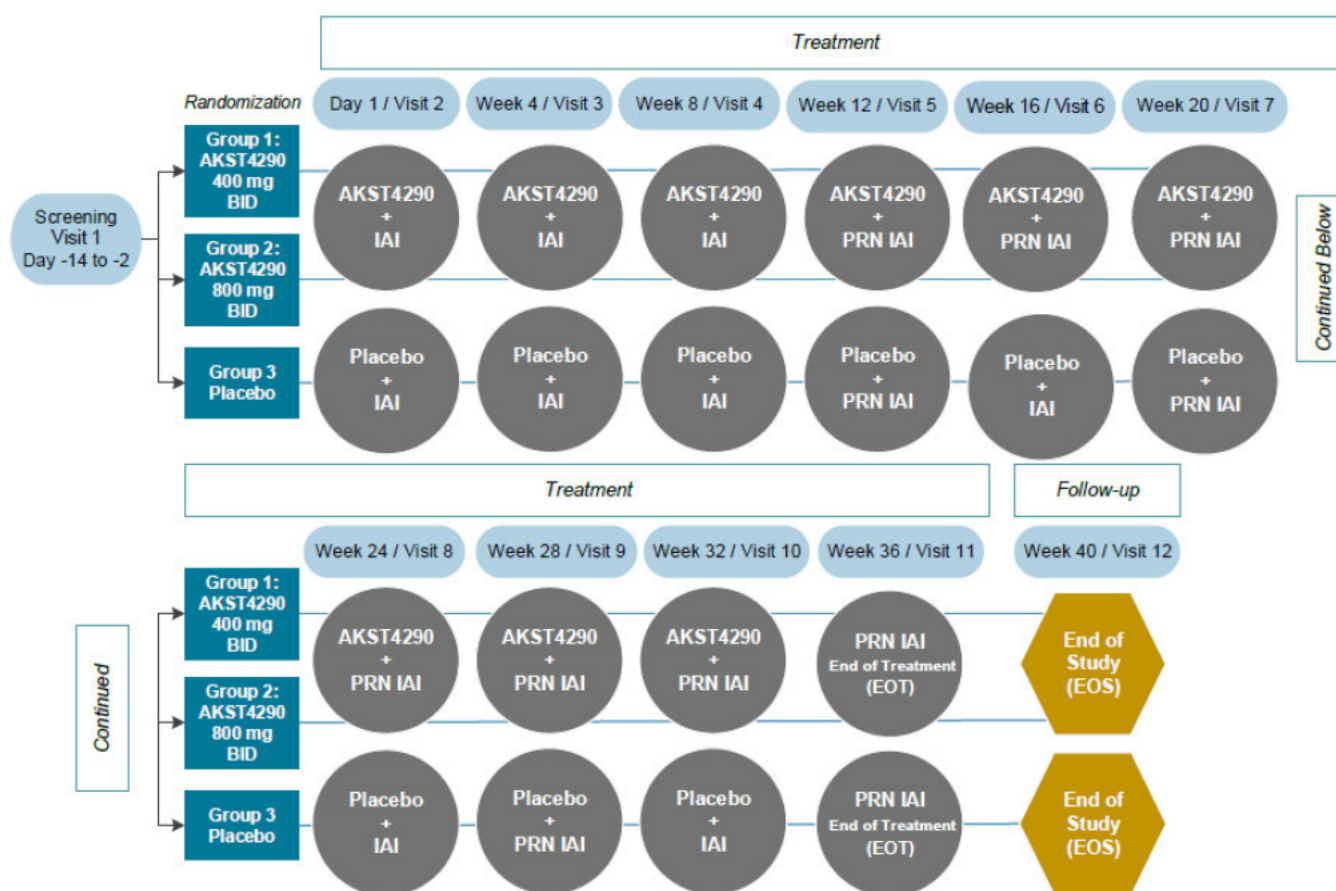 Treatment
Randomization
Day 1 / Visit 2
Week 4 / Visit 3
Week 8 / Visit 4
Week 12 / Visit 5
Week 16 / Visit 6
Week 20 / Visit 7
Screening
Visit 1
Day -14 to -2
Group 1:
AKST4290
400 mg
BID
AKST4290
+
IAI
AKST4290
+
IAI
AKST4290
+
IAI
AKST4290
+
PRN IAI
AKST4290
+
PRN IAI
AKST4290
+
PRN IAI
Group 2:
AKST4290
800 mg
BID
Group 3
Placebo
Placebo
+
IAI
Placebo
+
IAI
Placebo
+
IAI
Placebo
+
PRN IAI
Placebo
+
IAI
Placebo
+
PRN IAI
Continued Below
Treatment
Follow-up
Week 24 / Visit 8
Week 28 / Visit 9
Week 32 / Visit 10
Week 36 / Visit 11
Week 40 / Visit 12
Continued
Group 1:
AKST4290
400 mg
BID
AKST4290
+
PRN IAI
AKST4290
+
PRN IAI
AKST4290
+
PRN IAI
PRN IAI
End of Treatment
(EOT)
End of
Study
(EOS)
Group 2:
AKST4290
800 mg
BID
Group 3
Placebo
Placebo
+
IAI
Placebo
+
PRN IAI
Placebo
+
IAI
PRN IAI
End of Treatment
(EOT)
End of
Study
(EOS)